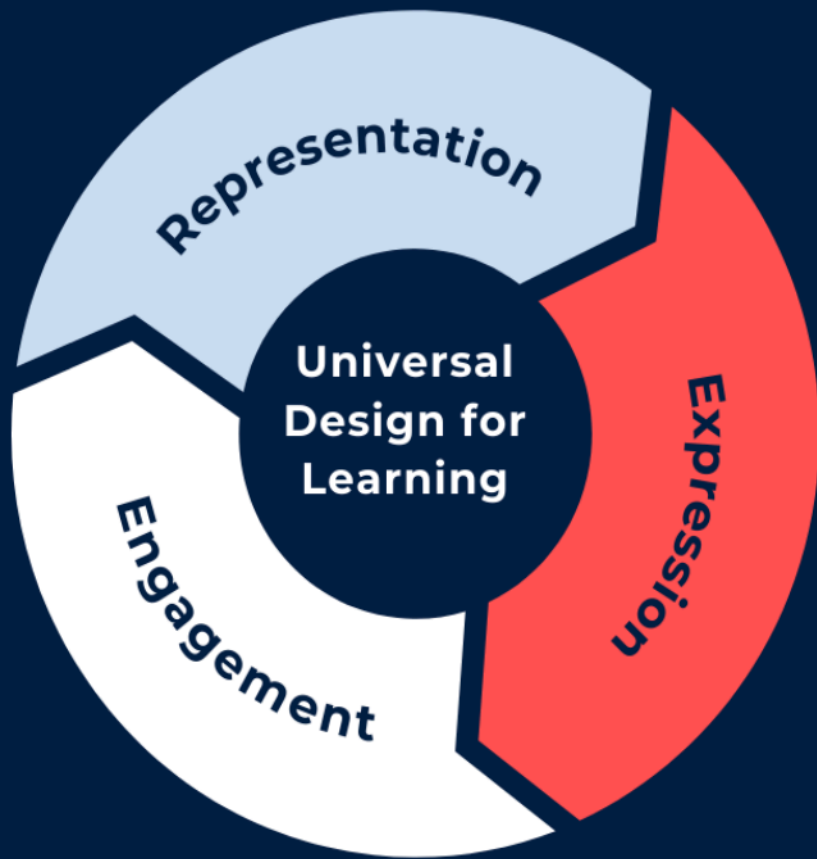 Representation
Universal
Design for
Learning
Expression
Engagement